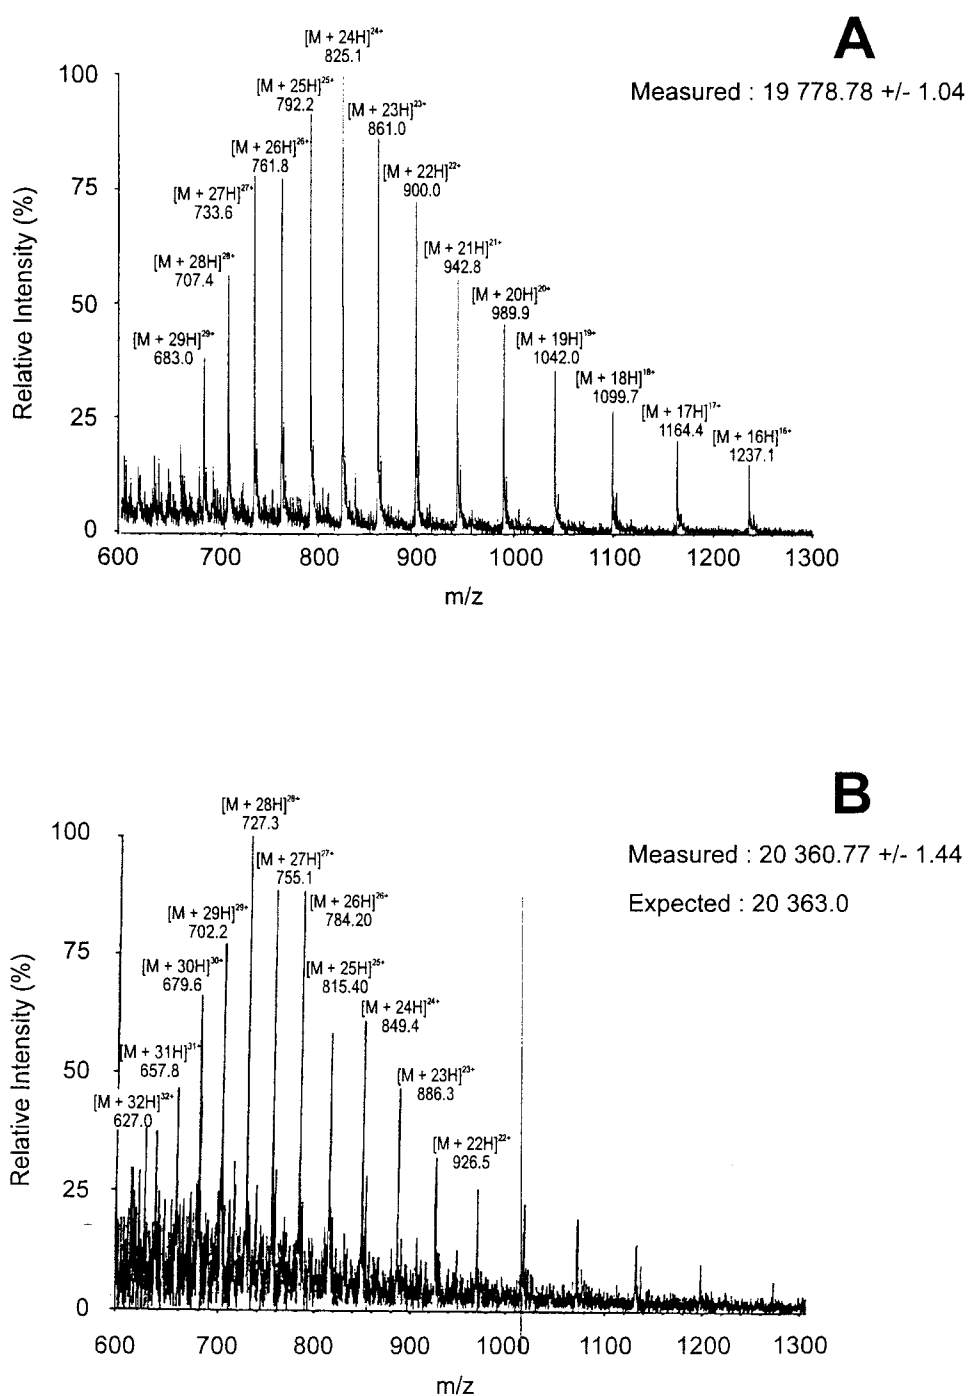 A
Measured : 19 778.78 +/- 1.04
[M + 24H]²⁴⁺
825.1
[M + 25H]²⁵⁺
792.2
[M + 23H]²³⁺
861.0
[M + 26H]²⁶⁺
761.8
[M + 22H]²²⁺
900.0
[M + 27H]²⁷⁺
733.6
[M + 21H]²¹⁺
942.8
[M + 28H]²⁸⁺
707.4
[M + 20H]²⁰⁺
989.9
[M + 29H]²⁹⁺
683.0
[M + 19H]¹⁹⁺
1042.0
[M + 18H]¹⁸⁺
1099.7
[M + 17H]¹⁷⁺
1164.4
[M + 16H]¹⁶⁺
1237.1
Relative Intensity (%)
100
75
50
25
0
600 700 800 900 1000 1100 1200 1300
m/z
B
Measured : 20 360.77 +/- 1.44
Expected : 20 363.0
[M + 28H]²⁸⁺
727.3
[M + 27H]²⁷⁺
755.1
[M + 26H]²⁶⁺
784.20
[M + 29H]²⁹⁺
702.2
[M + 30H]³⁰⁺
679.6
[M + 25H]²⁵⁺
815.40
[M + 24H]²⁴⁺
849.4
[M + 31H]³¹⁺
657.8
[M + 23H]²³⁺
886.3
[M + 32H]³²⁺
627.0
[M + 22H]²²⁺
926.5
Relative Intensity (%)
100
75
50
25
0
600 700 800 900 1000 1100 1200 1300
m/z